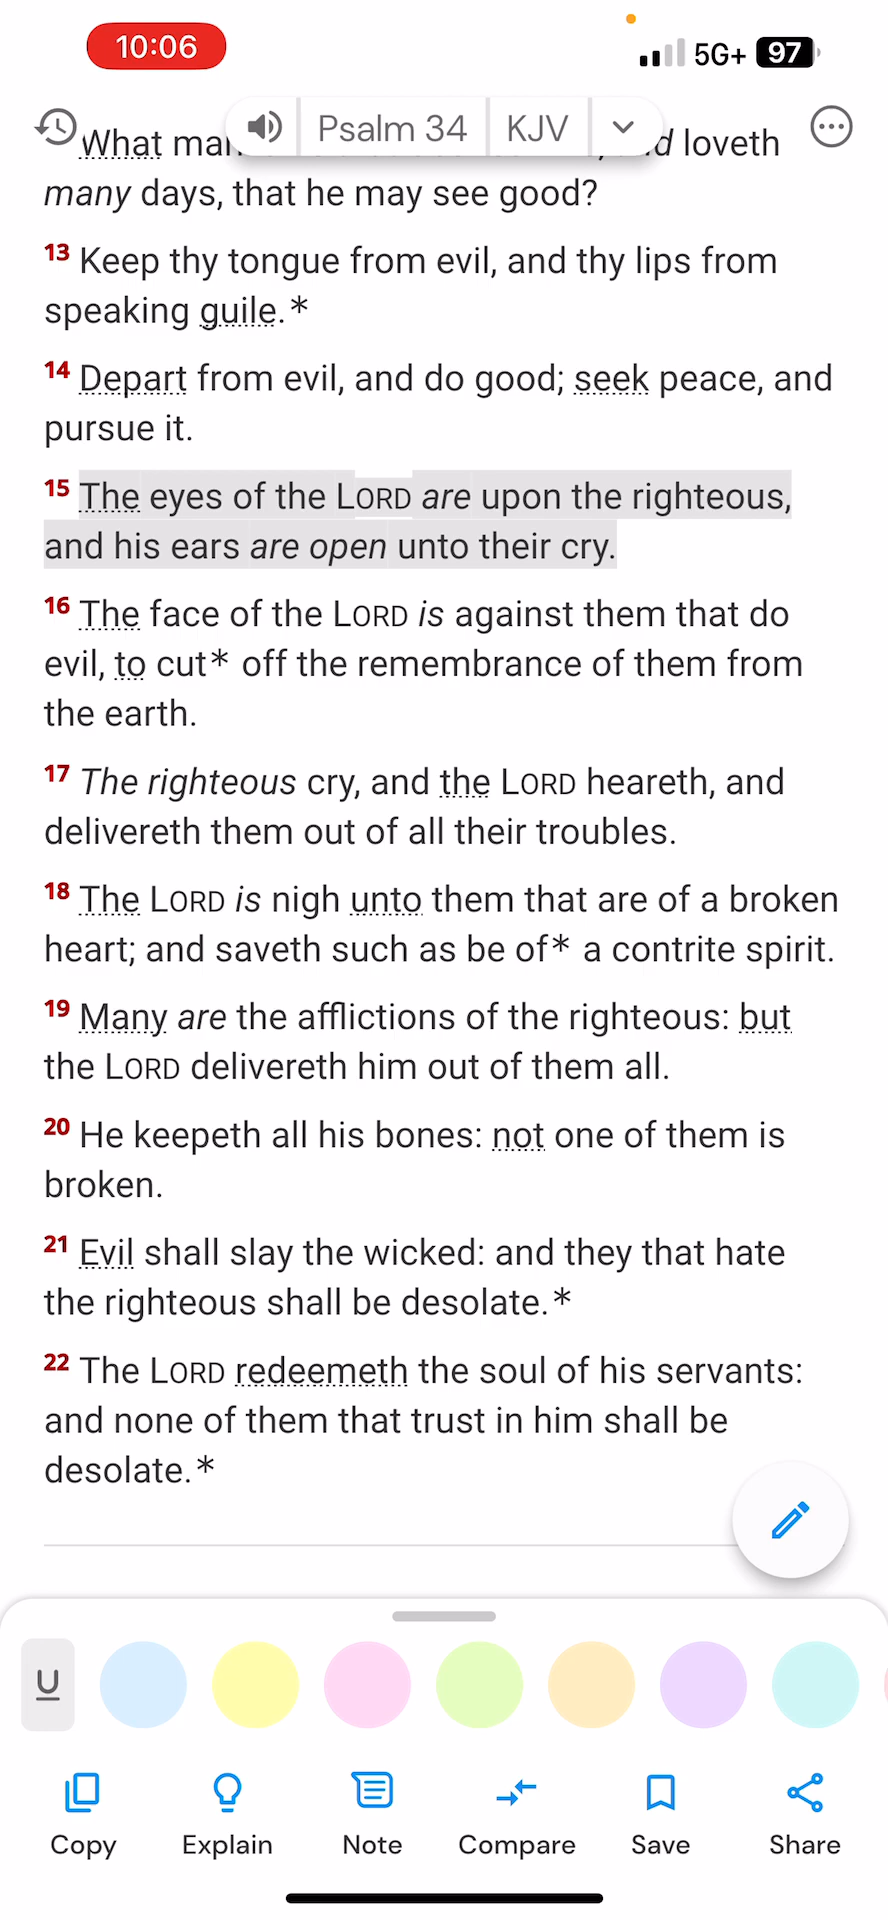 10:06
5G+ 97
Psalm 34 KJV
What loveth
many days, that he may see good?
13 Keep thy tongue from evil, and thy lips from
speaking guile.*
14 Depart from evil, and do good; seek peace, and
pursue it.
15 The eyes of the LORD are upon the righteous,
and his ears are open unto their cry.
16 The face of the LORD is against them that do
evil, to cut* off the remembrance of them from
the earth.
17 The righteous cry, and the LORD heareth, and
delivereth them out of all their troubles.
18 The LORD is nigh unto them that are of a broken
heart; and saveth such as be of* a contrite spirit.
19 Many are the afflictions of the righteous: but
the LORD delivereth him out of them all.
20 He keepeth all his bones: not one of them is
broken.
21 Evil shall slay the wicked: and they that hate
the righteous shall be desolate.*
22 The LORD redeemeth the soul of his servants:
and none of them that trust in him shall be
desolate.*
U
Copy Explain Note Compare Save Share